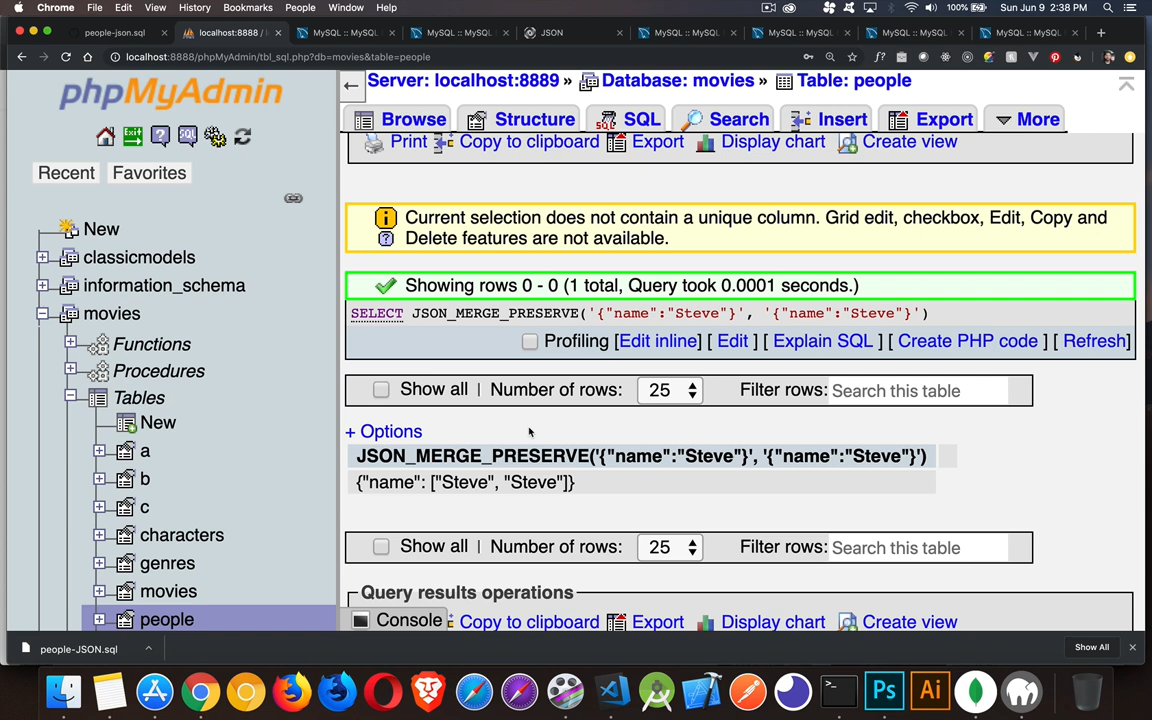 Chrome File Edit View History Bookmarks People Window Help 100% Sun Jun 9 2:38 PM
people-json.sql localhost:8888 / MySQL :: MySQL MySQL :: MySQL JSON MySQL :: MySQL MySQL :: MySQL MySQL :: MySQL MySQL :: MySQL
localhost:8888/phpMyAdmin/tbl_sql.php?db=movies&table=people
phpMyAdmin
Recent Favorites
New
classicmodels
information_schema
movies
Functions
Procedures
Tables
New
a
b
c
characters
genres
movies
people
Server: localhost:8889 » Database: movies » Table: people
Browse Structure SQL Search Insert Export More
Print Copy to clipboard Export Display chart Create view
Current selection does not contain a unique column. Grid edit, checkbox, Edit, Copy and
Delete features are not available.
Showing rows 0 - 0 (1 total, Query took 0.0001 seconds.)
SELECT JSON_MERGE_PRESERVE('{"name":"Steve"}', '{"name":"Steve"}')
Profiling [Edit inline] [ Edit ] [ Explain SQL ] [ Create PHP code ] [ Refresh]
Show all | Number of rows: 25 Filter rows: Search this table
+ Options
JSON_MERGE_PRESERVE('{"name":"Steve"}', '{"name":"Steve"}')
{"name": ["Steve", "Steve"]}
Show all | Number of rows: 25 Filter rows: Search this table
Query results operations
Console Copy to clipboard Export Display chart Create view
people-JSON.sql Show All
Ps Ai